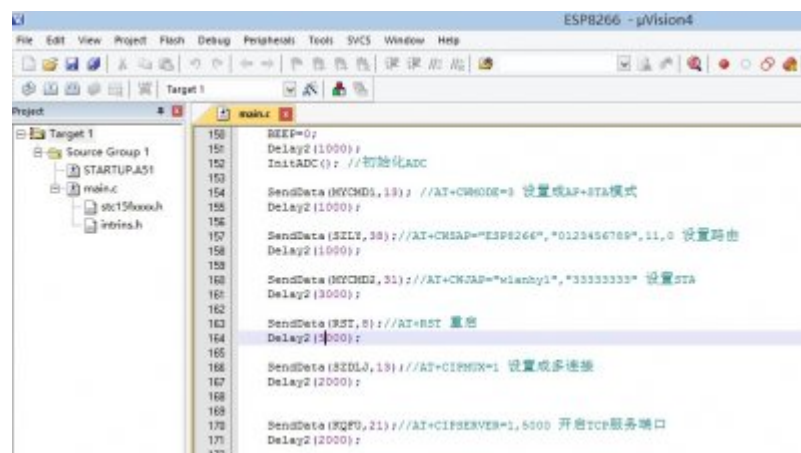 ESP8266 - µVision4
File Edit View Project Flash Debug Peripherals Tools SVCS Window Help
Target 1
Project
main.c
Target 1
Source Group 1
STARTUP.A51
main.c
stc15fxxxx.h
intrins.h
150 BEEP=0;
151 Delay2(1000);
152 InitADC(); //初始化ADC
153
154 SendData(MYCMD1,13); //AT+CWMODE=3 设置成AP+STA模式
155 Delay2(1000);
156
157 SendData(SZLY,38);//AT+CWSAP="ESP8266","0123456789",11,0 设置路由
158 Delay2(1000);
159
160 SendData(MYCMD2,31);//AT+CWJAP="wlanhyl","33333333" 设置STA
161 Delay2(3000);
162
163 SendData(RST,8);//AT+RST 重启
164 Delay2(5000);
165
166 SendData(SZDLJ,13);//AT+CIPMUX=1 设置成多连接
167 Delay2(2000);
168
169
170 SendData(KQFU,21);//AT+CIPSERVER=1,5000 开启TCP服务端口
171 Delay2(2000);